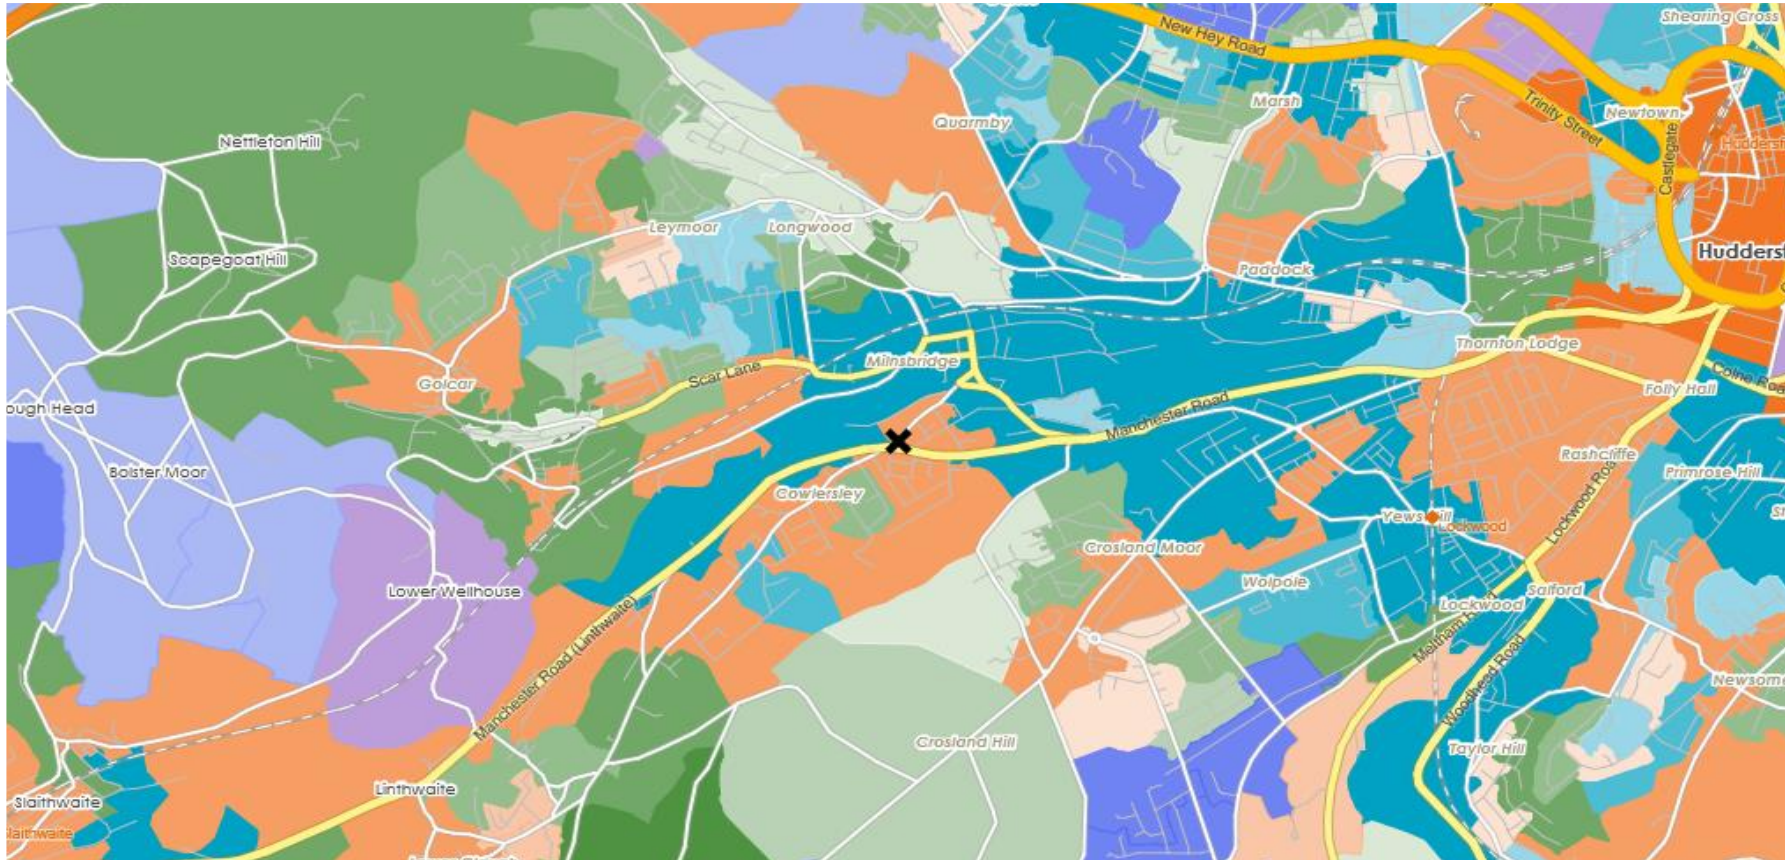 Shearing Cross
New Hey Road
Marsh
Trinity Street
Newtown
Quarmby
Castlegate
Nettleton Hill
Leymoor
Longwood
Scapegoat Hill
Paddock
Huddersf
Thornton Lodge
Milnsbridge
Scar Lane
Golcar
Folly Hall
Colne Roa
Manchester Road
ough Head
Rashcliffe
Primrose Hill
Bolster Moor
Cowlersley
Lockwood Roa
Yews Hill
Lockwood
St
Crosland Moor
Walpole
Lower Wellhouse
Lockwood
Salford
Meltham Road
Manchester Road (Linthwaite)
Woodhead Road
Newsome
Crosland Hill
Taylor Hill
Linthwaite
Slaithwaite
Slaithwaite